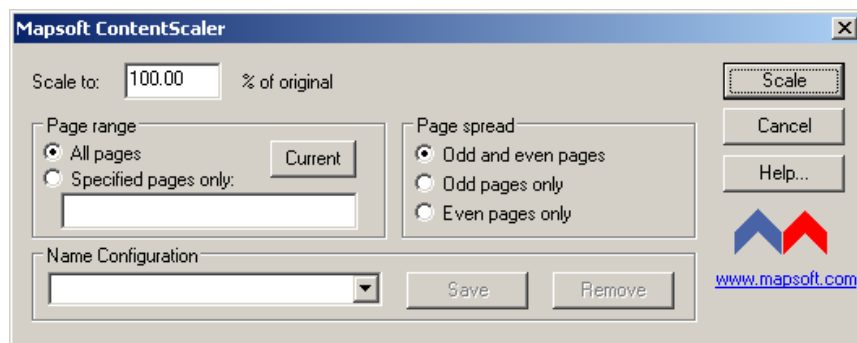 Mapsoft ContentScaler
Scale to: 100.00 % of original
Scale
Page range
All pages
Current
Specified pages only:
Page spread
Odd and even pages
Odd pages only
Even pages only
Cancel
Help...
Name Configuration
Save Remove
www.mapsoft.com